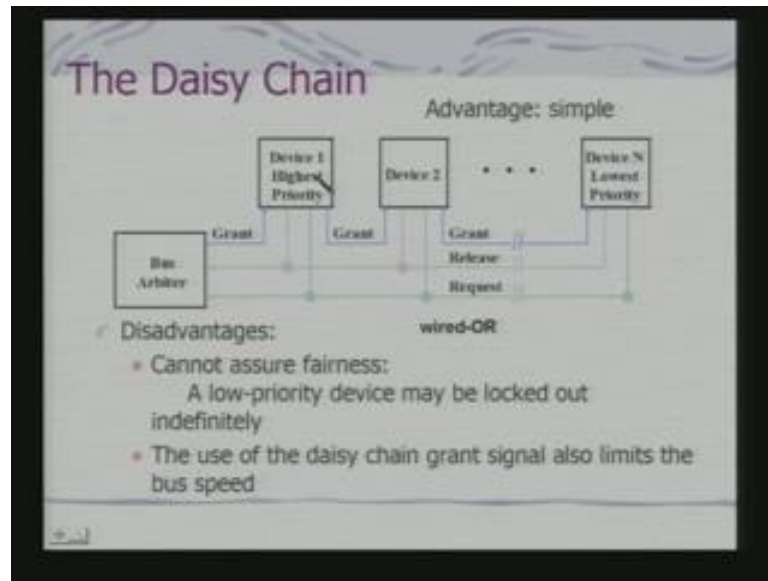 The Daisy Chain
Advantage: simple
Device 1
Highest
Priority
Device 2
Device N
Lowest
Priority
Grant
Grant
Grant
Bus
Arbiter
Release
Request
wired-OR
Disadvantages:
Cannot assure fairness:
A low-priority device may be locked out
indefinitely
The use of the daisy chain grant signal also limits the
bus speed